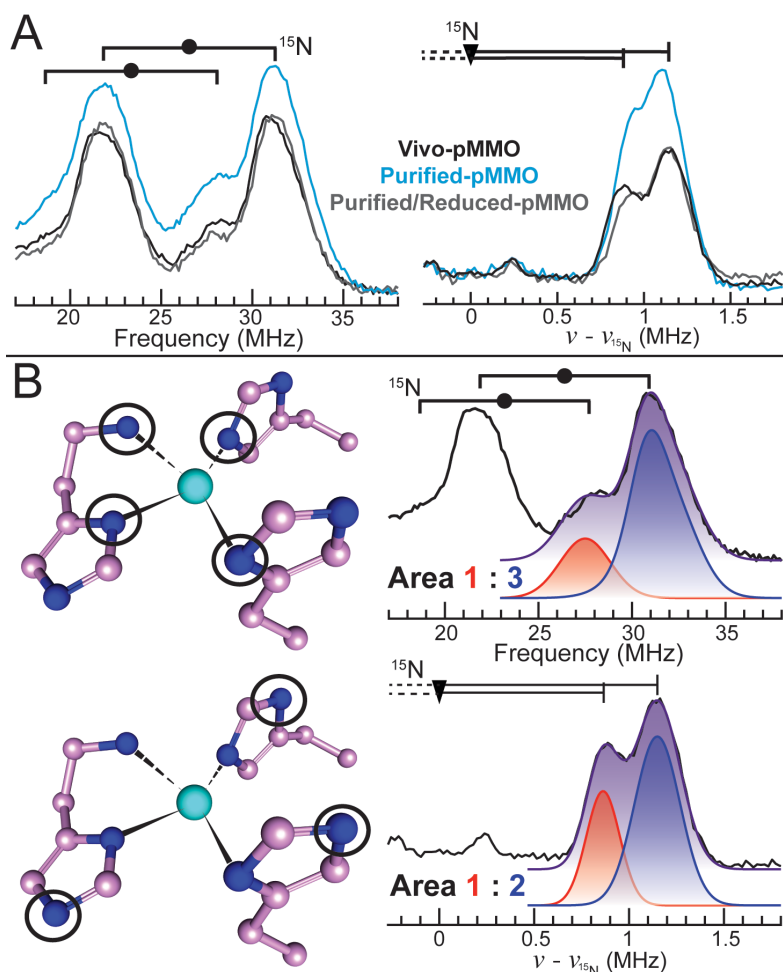 A
¹⁵N
¹⁵N
Vivo-pMMO
Purified-pMMO
Purified/Reduced-pMMO
20 25 30 35
Frequency (MHz)
0 0.5 1 1.5
ν - ν₁₅N (MHz)
B
¹⁵N
Area 1 : 3
20 25 30 35
Frequency (MHz)
¹⁵N
Area 1 : 2
0 0.5 1 1.5
ν - ν₁₅N (MHz)